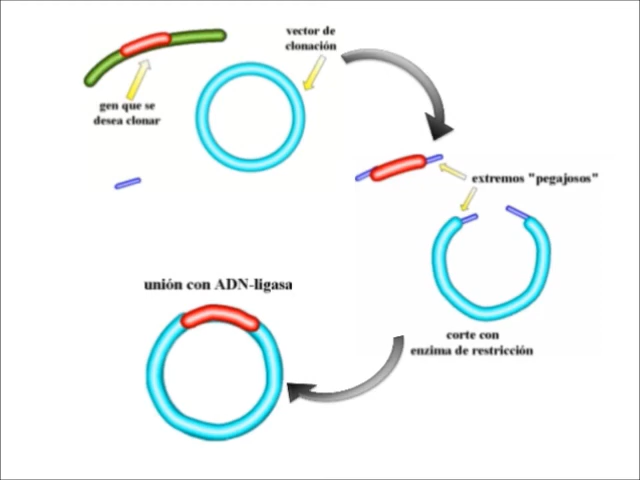 vector de
clonación
gen que se
desea clonar
extremos "pegajosos"
unión con ADN-ligasa
corte con
enzima de restricción